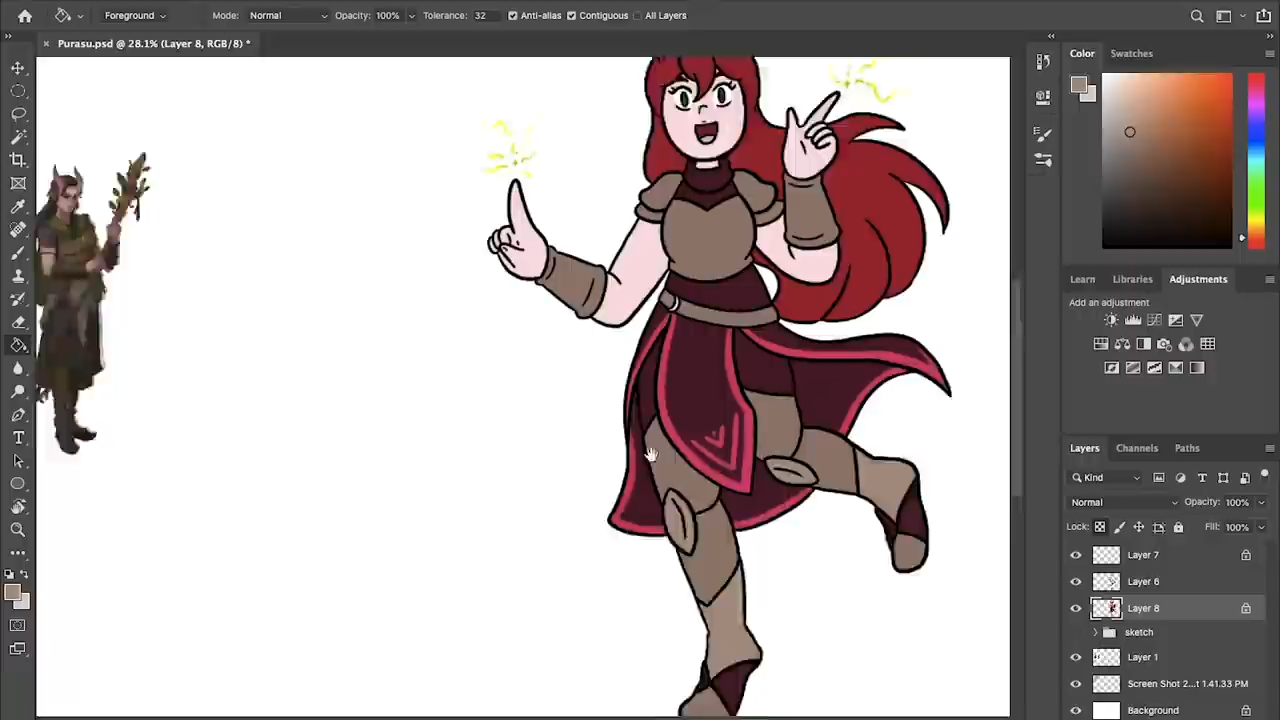 Foreground Mode: Normal Opacity: 100% Tolerance: 32 Anti-alias Contiguous All Layers
× Purasu.psd @ 28.1% (Layer 8, RGB/8) *
Color Swatches
Learn Libraries Adjustments
Add an adjustment
Layers Channels Paths
Kind
Normal Opacity: 100%
Lock: Fill: 100%
Layer 7
Layer 6
Layer 8
sketch
Layer 1
Screen Shot 2...t 1.41.33 PM
Background